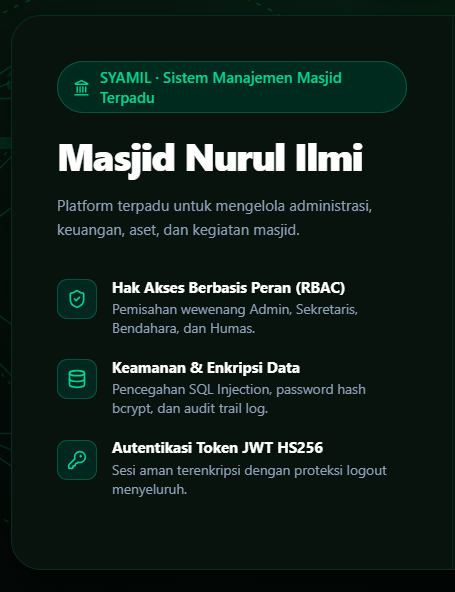 SYAMIL · Sistem Manajemen Masjid
Terpadu
Masjid Nurul Ilmi
Platform terpadu untuk mengelola administrasi,
keuangan, aset, dan kegiatan masjid.
Hak Akses Berbasis Peran (RBAC)
Pemisahan wewenang Admin, Sekretaris,
Bendahara, dan Humas.
Keamanan & Enkripsi Data
Pencegahan SQL Injection, password hash
bcrypt, dan audit trail log.
Autentikasi Token JWT HS256
Sesi aman terenkripsi dengan proteksi logout
menyeluruh.